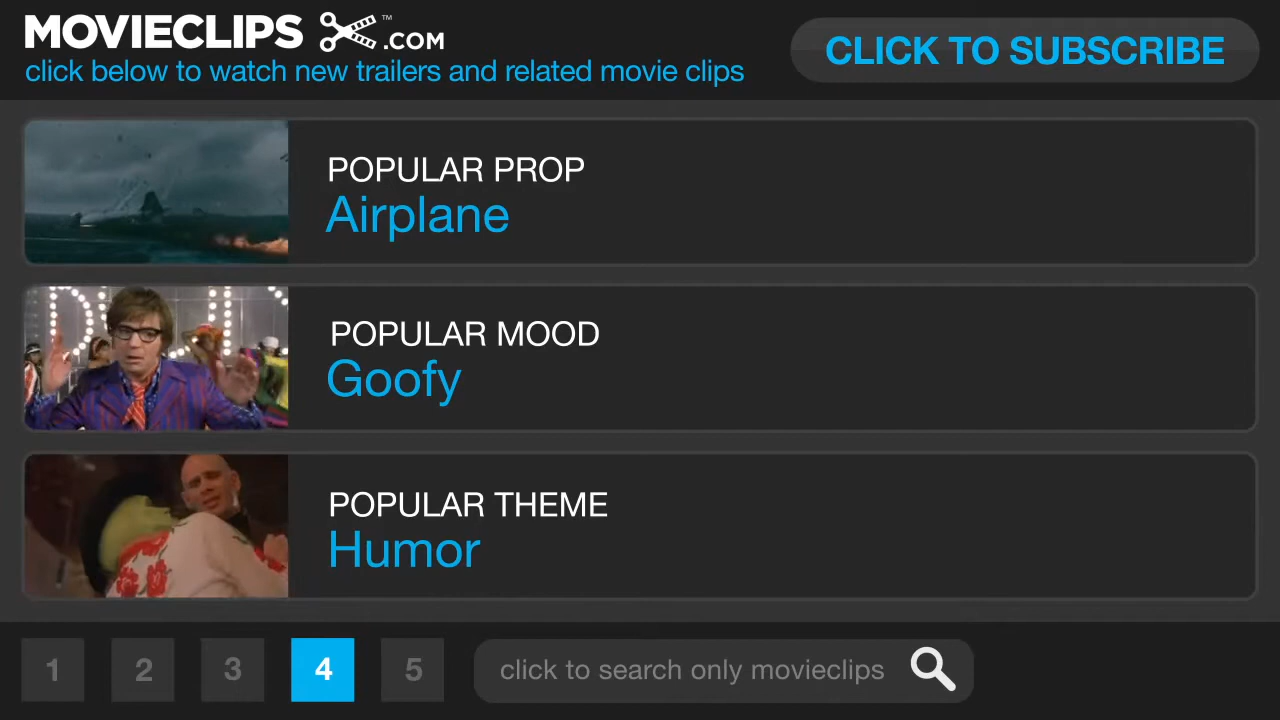 MOVIECLIPS ™ .COM
click below to watch new trailers and related movie clips
CLICK TO SUBSCRIBE
POPULAR PROP
Airplane
POPULAR MOOD
Goofy
POPULAR THEME
Humor
1 2 3 4 5
click to search only movieclips